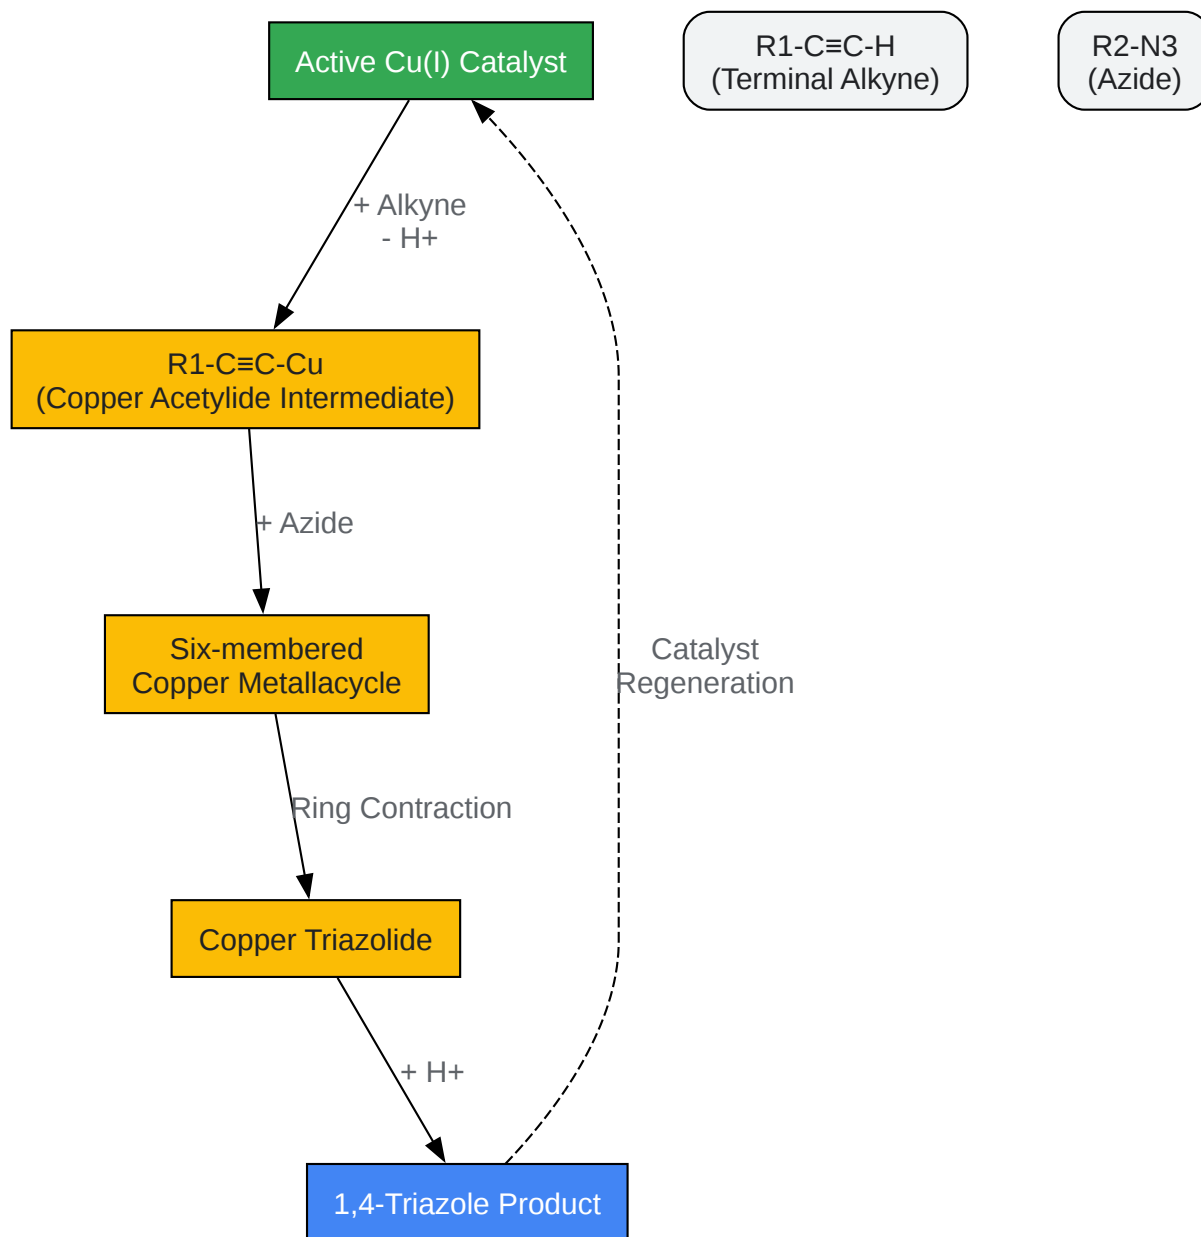 Active Cu(I) Catalyst
R1-C≡C-H
(Terminal Alkyne)
R2-N3
(Azide)
+ Alkyne
- H+
R1-C≡C-Cu
(Copper Acetylide Intermediate)
+ Azide
Six-membered
Copper Metallacycle
Catalyst
Regeneration
Ring Contraction
Copper Triazolide
+ H+
1,4-Triazole Product